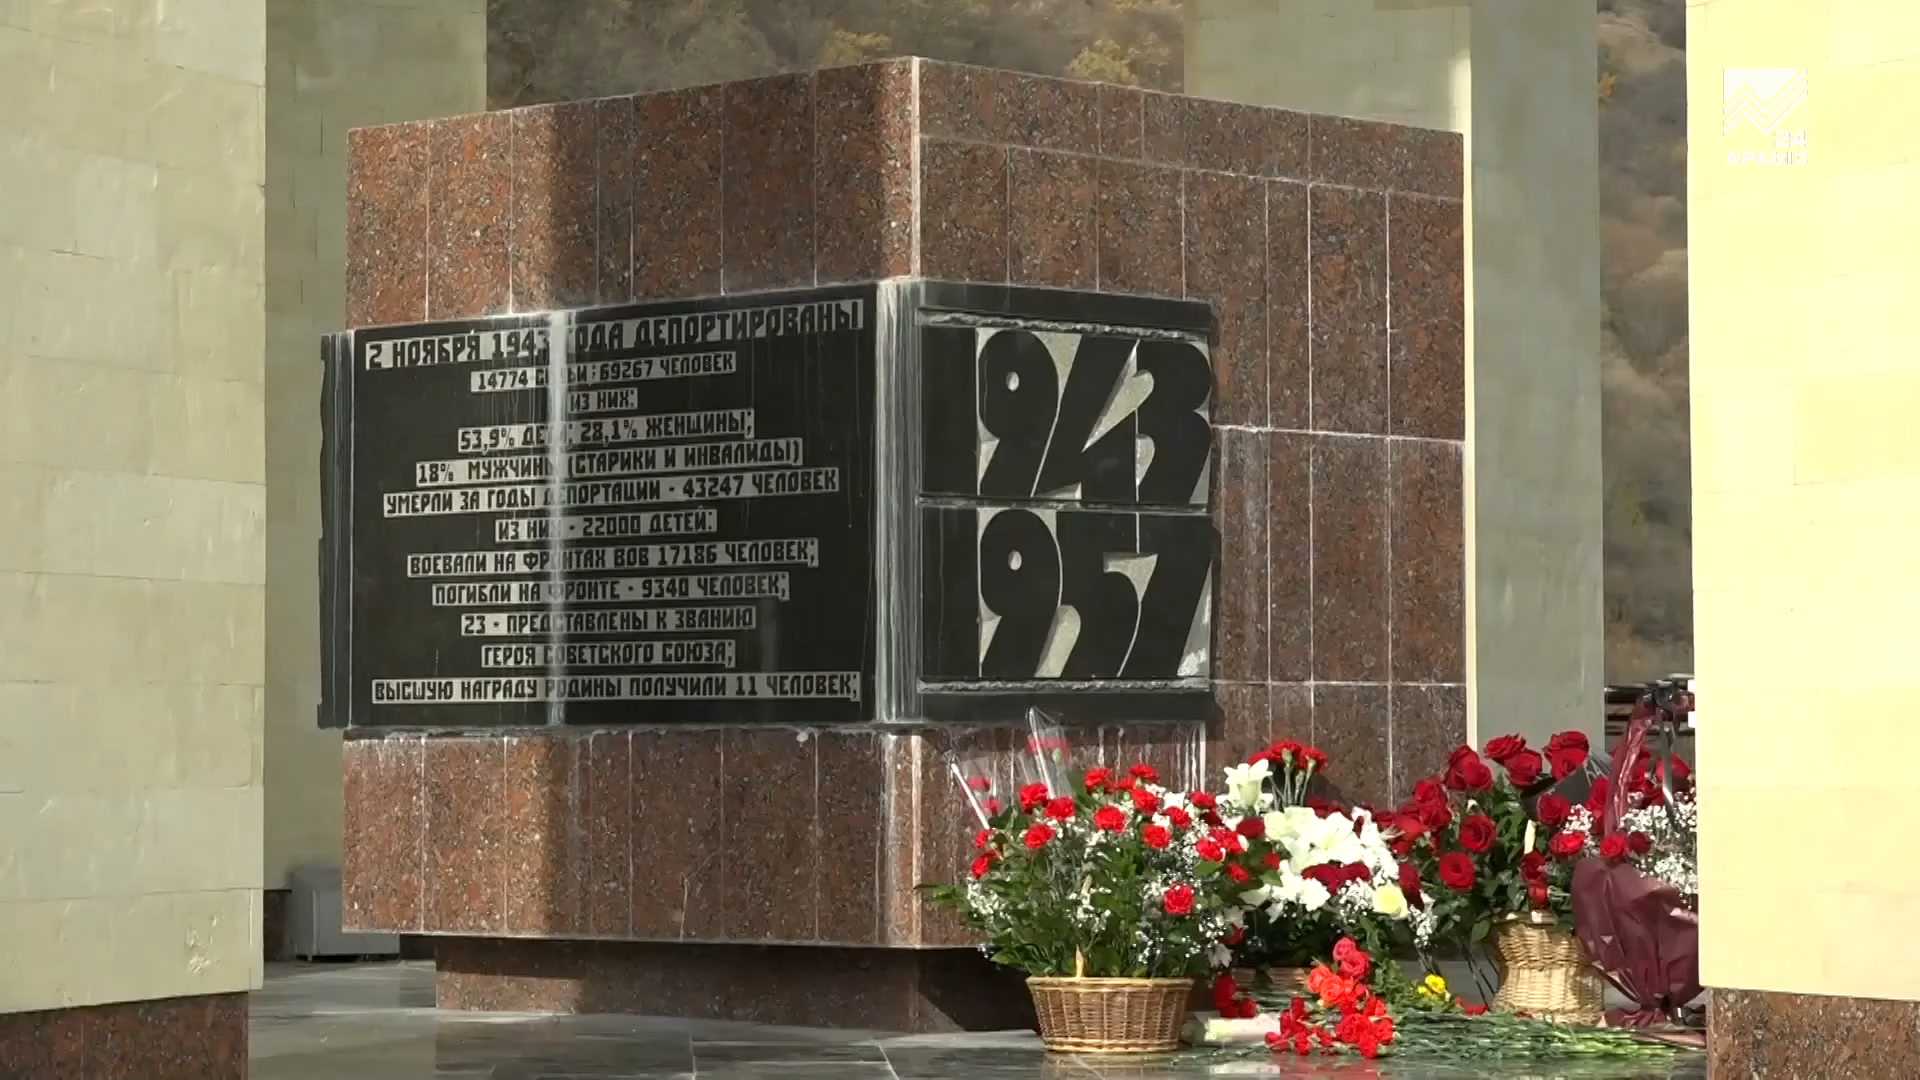 2 НОЯБРЯ 1943 ГОДА ДЕПОРТИРОВАНЫ
14774 СЕМЬИ; 69267 ЧЕЛОВЕК
ИЗ НИХ:
53,9% ДЕТИ; 28,1% ЖЕНЩИНЫ;
18% МУЖЧИНЫ (СТАРИКИ И ИНВАЛИДЫ)
УМЕРЛИ ЗА ГОДЫ ДЕПОРТАЦИИ - 43247 ЧЕЛОВЕК
ИЗ НИХ - 22000 ДЕТЕЙ:
ВОЕВАЛИ НА ФРОНТАХ ВОВ 17186 ЧЕЛОВЕК;
ПОГИБЛИ НА ФРОНТЕ - 9340 ЧЕЛОВЕК;
23 - ПРЕДСТАВЛЕНЫ К ЗВАНИЮ
ГЕРОЯ СОВЕТСКОГО СОЮЗА;
ВЫСШУЮ НАГРАДУ РОДИНЫ ПОЛУЧИЛИ 11 ЧЕЛОВЕК;
1943
1957
24
АРХЫЗ